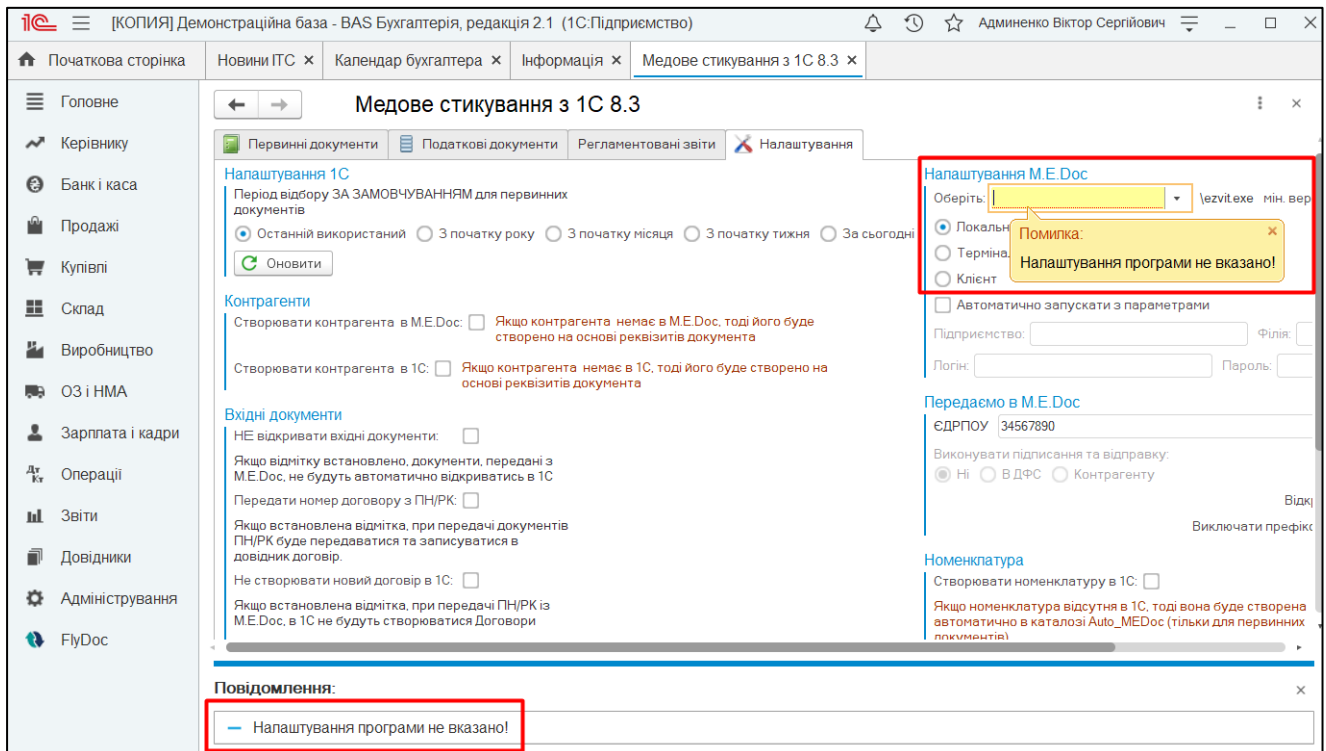 [КОПИЯ] Демонстраційна база - BAS Бухгалтерія, редакція 2.1 (1С:Підприємство)
Админенко Віктор Сергійович
Початкова сторінка
Новини ІТС
Календар бухгалтера
Інформація
Медове стикування з 1С 8.3
Головне
Керівнику
Банк і каса
Продажі
Купівлі
Склад
Виробництво
ОЗ і НМА
Зарплата і кадри
Дт Кт Операції
Звіти
Довідники
Адміністрування
FlyDoc
Медове стикування з 1С 8.3
Первинні документи
Податкові документи
Регламентовані звіти
Налаштування
Налаштування 1С
Період відбору ЗА ЗАМОВЧУВАННЯМ для первинних
документів
Останній використаний З початку року З початку місяця З початку тижня За сьогодні
Оновити
Контрагенти
Створювати контрагента в M.E.Doc: Якщо контрагента немає в M.E.Doc, тоді його буде
створено на основі реквізитів документа
Створювати контрагента в 1С: Якщо контрагента немає в 1С, тоді його буде створено на
основі реквізитів документа
Вхідні документи
НЕ відкривати вхідні документи:
Якщо відмітку встановлено, документи, передані з
M.E.Doc, не будуть автоматично відкриватись в 1С
Передати номер договору з ПН/РК:
Якщо встановлена відмітка, при передачі документів
ПН/РК буде передаватися та записуватися в
довідник договір.
Не створювати новий договір в 1С:
Якщо встановлена відмітка, при передачі ПН/РК із
M.E.Doc, в 1С не будуть створюватися Договори
Налаштування M.E.Doc
Оберіть: \ezvit.exe мін. вер
Локальн
Терміна
Клієнт
Помилка:
Налаштування програми не вказано!
Автоматично запускати з параметрами
Підприємство: Філія:
Логін: Пароль:
Передаємо в M.E.Doc
ЄДРПОУ 34567890
Виконувати підписання та відправку:
Ні В ДФС Контрагенту
Відк
Виключати префікс
Номенклатура
Створювати номенклатуру в 1С:
Якщо номенклатура відсутня в 1С, тоді вона буде створена
автоматично в каталозі Auto_MEDoc (тільки для первинних
документів)
Повідомлення:
Налаштування програми не вказано!